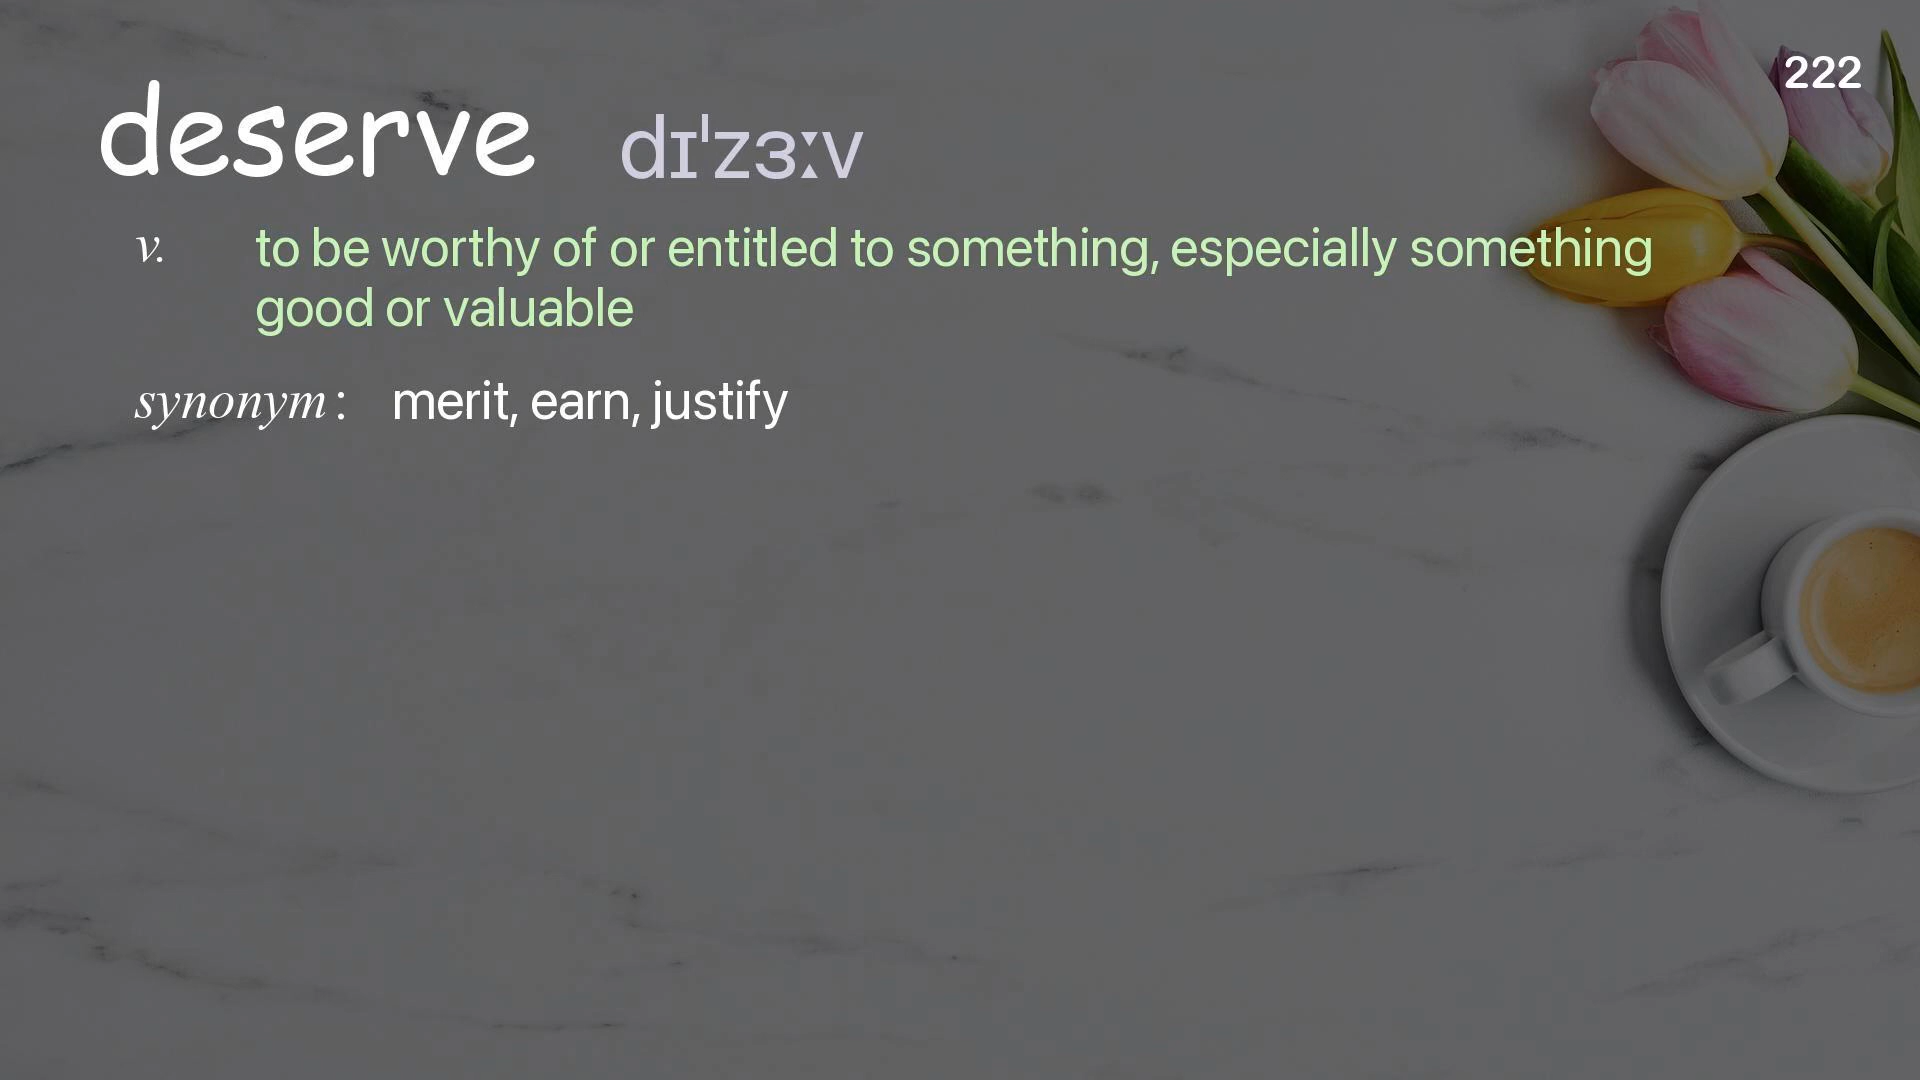 222
deserve dɪˈzɜːv
v. to be worthy of or entitled to something, especially something
good or valuable
synonym : merit, earn, justify